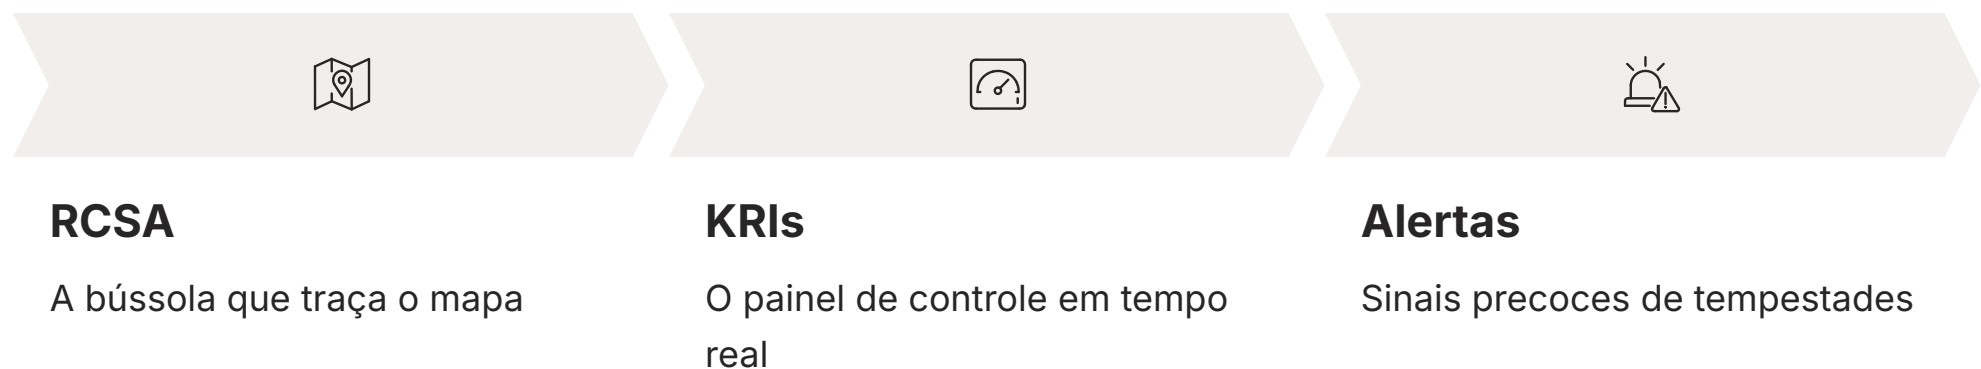 RCSA
A bússola que traça o mapa
KRIs
O painel de controle em tempo
real
Alertas
Sinais precoces de tempestades